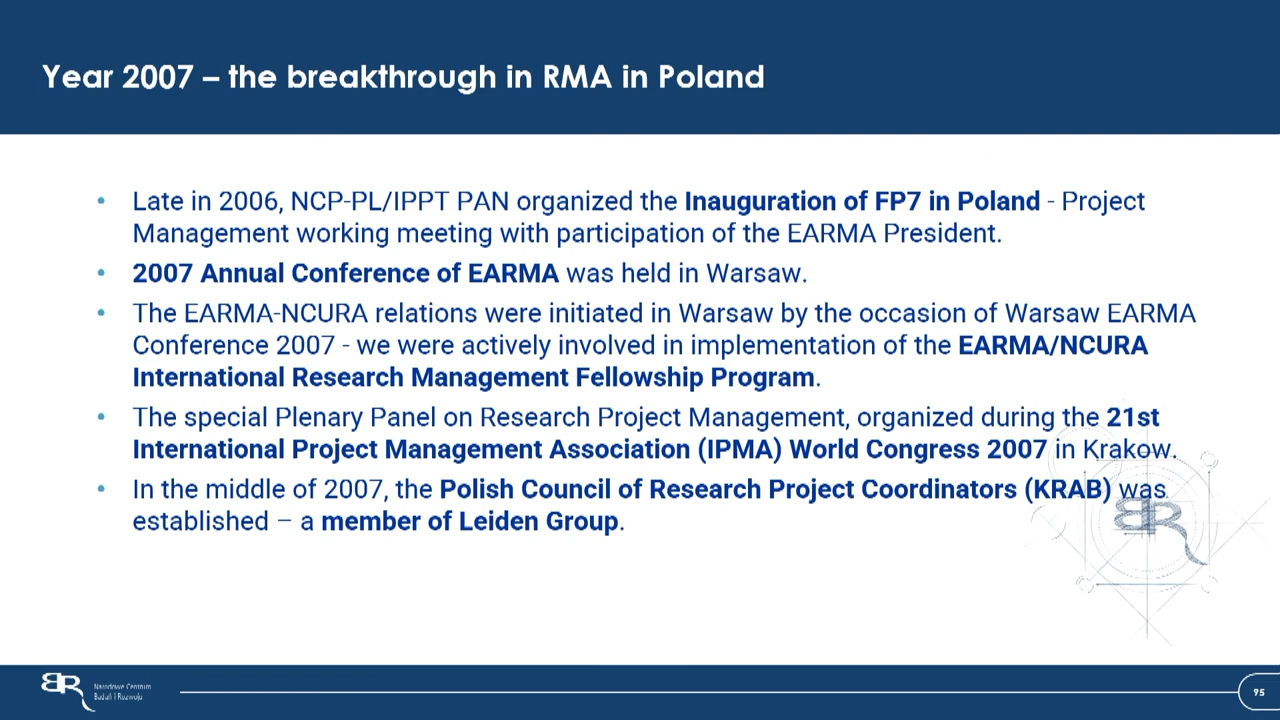 Year 2007 – the breakthrough in RMA in Poland
• Late in 2006, NCP-PL/IPPT PAN organized the Inauguration of FP7 in Poland - Project
Management working meeting with participation of the EARMA President.
• 2007 Annual Conference of EARMA was held in Warsaw.
• The EARMA-NCURA relations were initiated in Warsaw by the occasion of Warsaw EARMA
Conference 2007 - we were actively involved in implementation of the EARMA/NCURA
International Research Management Fellowship Program.
• The special Plenary Panel on Research Project Management, organized during the 21st
International Project Management Association (IPMA) World Congress 2007 in Krakow.
• In the middle of 2007, the Polish Council of Research Project Coordinators (KRAB) was
established – a member of Leiden Group.
Narodowe Centrum
Badań i Rozwoju
95